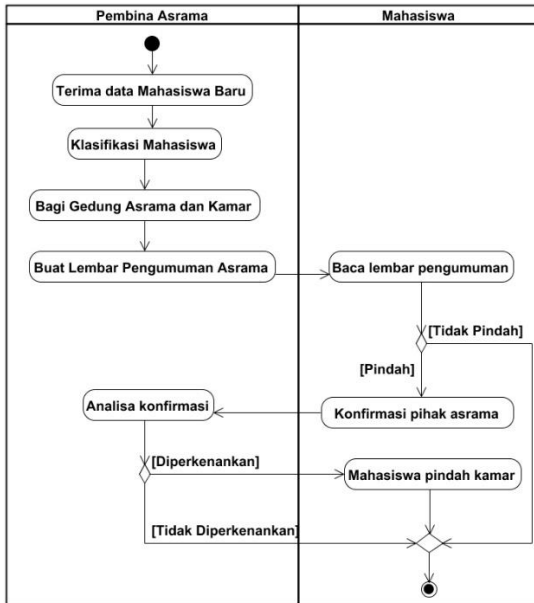 Pembina Asrama
Mahasiswa
Terima data Mahasiswa Baru
Klasifikasi Mahasiswa
Bagi Gedung Asrama dan Kamar
Buat Lembar Pengumuman Asrama
Baca lembar pengumuman
[Tidak Pindah]
[Pindah]
Analisa konfirmasi
Konfirmasi pihak asrama
[Diperkenankan]
Mahasiswa pindah kamar
[Tidak Diperkenankan]